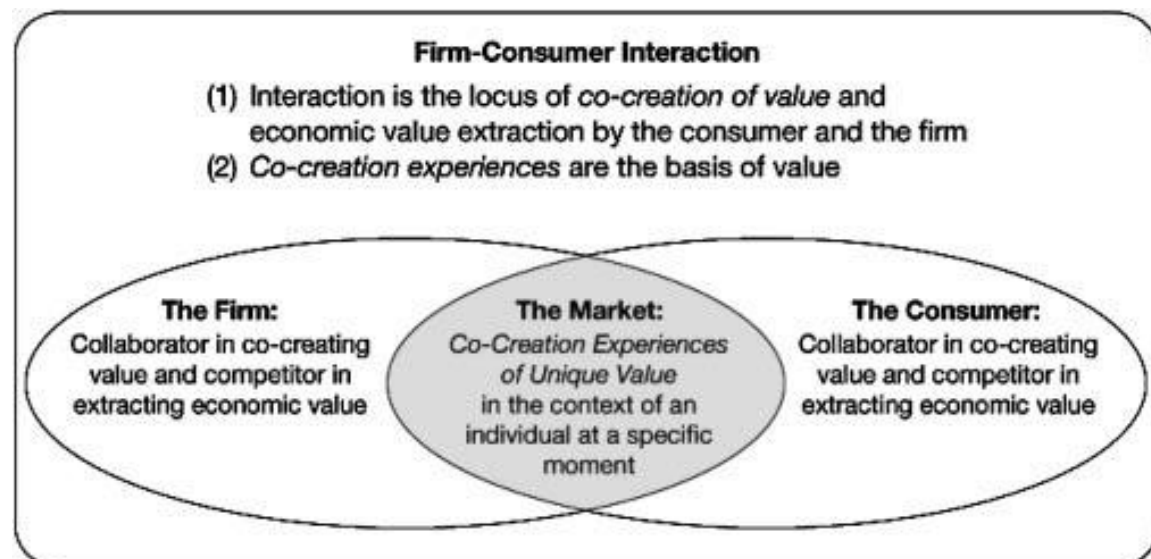 Firm-Consumer Interaction
(1) Interaction is the locus of co-creation of value and
economic value extraction by the consumer and the firm
(2) Co-creation experiences are the basis of value
The Firm:
Collaborator in co-creating
value and competitor in
extracting economic value
The Market:
Co-Creation Experiences
of Unique Value
in the context of an
individual at a specific
moment
The Consumer:
Collaborator in co-creating
value and competitor in
extracting economic value